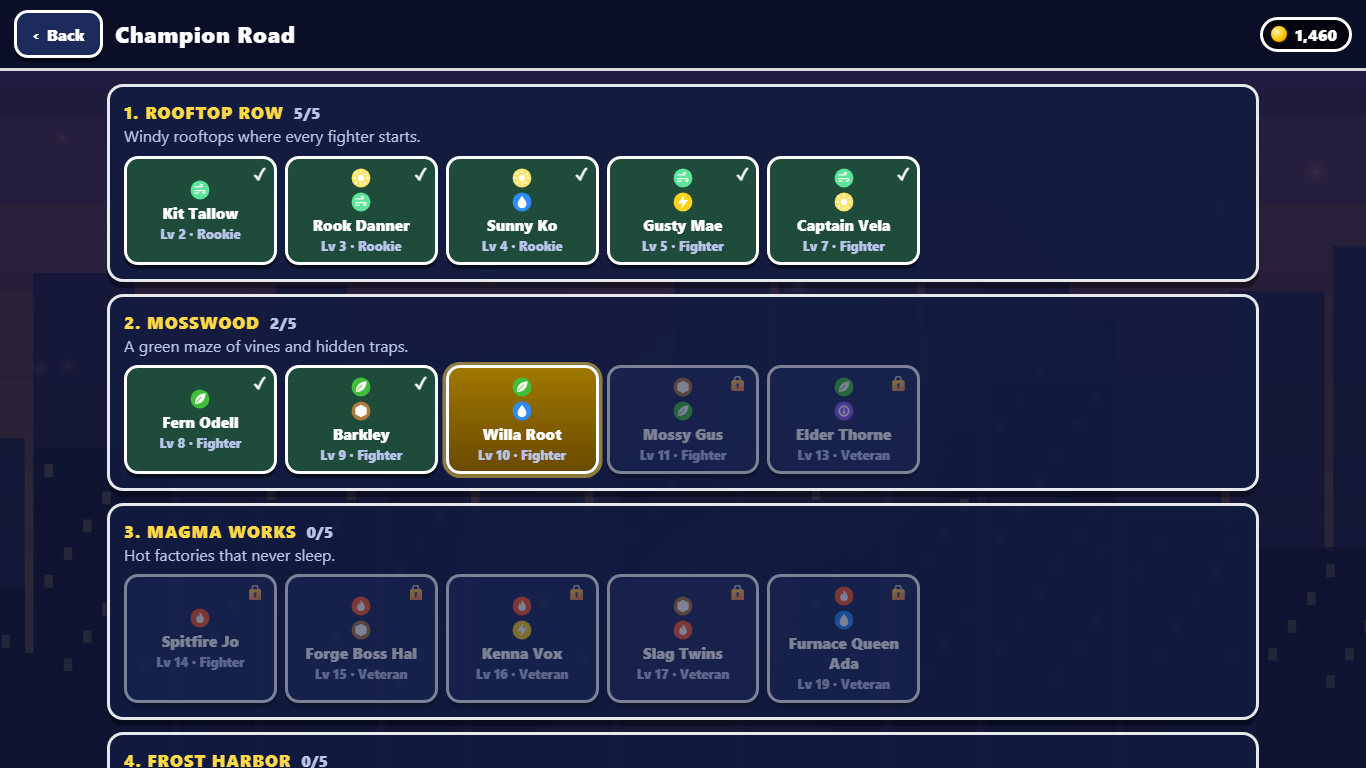 ‹ Back
Champion Road
1,460
1. ROOFTOP ROW 5/5
Windy rooftops where every fighter starts.
Kit Tallow
Lv 2 • Rookie
Rook Danner
Lv 3 • Rookie
Sunny Ko
Lv 4 • Rookie
Gusty Mae
Lv 5 • Fighter
Captain Vela
Lv 7 • Fighter
2. MOSSWOOD 2/5
A green maze of vines and hidden traps.
Fern Odell
Lv 8 • Fighter
Barkley
Lv 9 • Fighter
Willa Root
Lv 10 • Fighter
Mossy Gus
Lv 11 • Fighter
Elder Thorne
Lv 13 • Veteran
3. MAGMA WORKS 0/5
Hot factories that never sleep.
Spitfire Jo
Lv 14 • Fighter
Forge Boss Hal
Lv 15 • Veteran
Kenna Vox
Lv 16 • Veteran
Slag Twins
Lv 17 • Veteran
Furnace Queen
Ada
Lv 19 • Veteran
4. FROST HARBOR 0/5